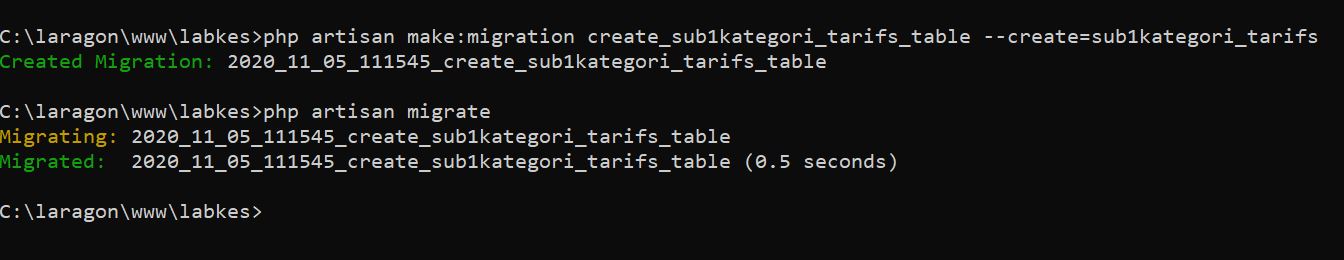 C:\laragon\www\labkes>php artisan make:migration create_sub1kategori_tarifs_table --create=sub1kategori_tarifs
Created Migration: 2020_11_05_111545_create_sub1kategori_tarifs_table
C:\laragon\www\labkes>php artisan migrate
Migrating: 2020_11_05_111545_create_sub1kategori_tarifs_table
Migrated:  2020_11_05_111545_create_sub1kategori_tarifs_table (0.5 seconds)
C:\laragon\www\labkes>